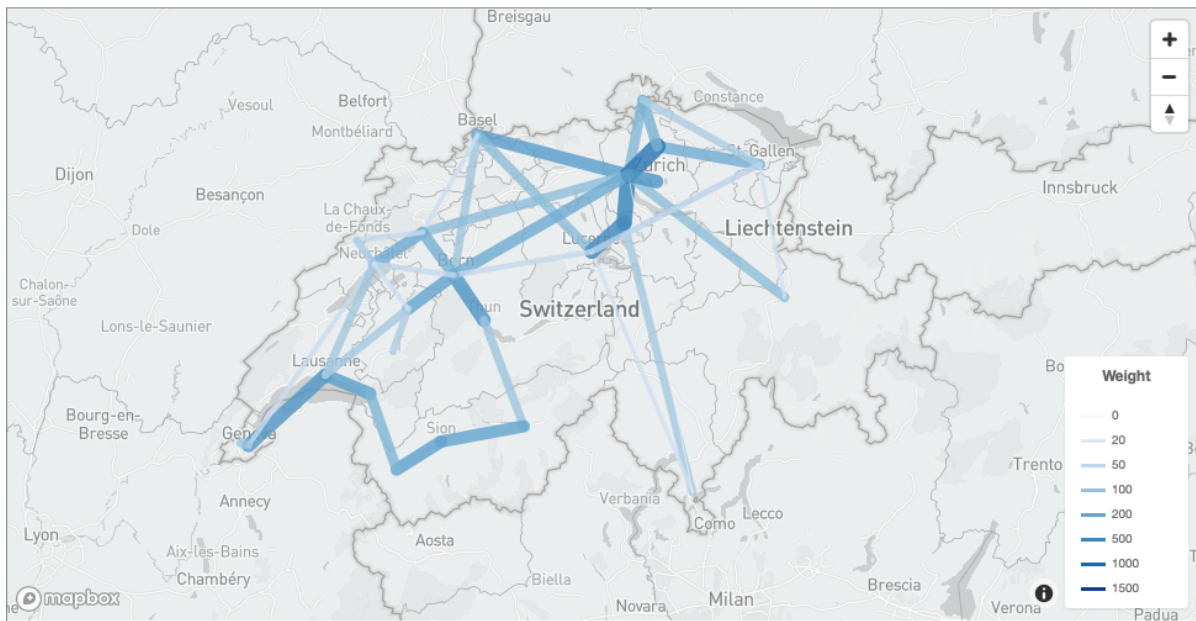 Breisgau
Constance
Belfort
Vesoul
Basel
Montbéliard
St-Gallen
Zürich
Dijon
Besançon
Innsbruck
La Chaux-
de-Fonds
Dole
Liechtenstein
Lucerne
Neuchâtel
Bern
Chalon-
sur-Saône
Thun
Switzerland
Lons-le-Saunier
Lausanne
Bourg-en-
Bresse
Geneva
Sion
Annecy
Verbania
Trento
Lecco
Como
Lyon
Aosta
Aix-les-Bains
Chambéry
Biella
Brescia
Milan
Novara
Verona
Padua
mapbox
Weight
0
20
50
100
200
500
1000
1500